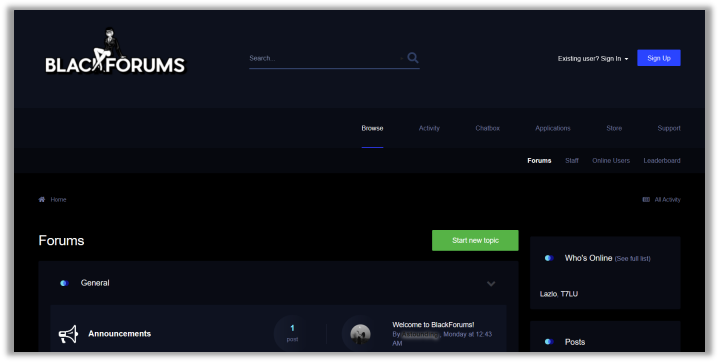 BLACKFORUMS
Search...
Existing user? Sign In
Sign Up
Browse
Activity
Chatbox
Applications
Store
Support
Forums
Staff
Online Users
Leaderboard
Home
All Activity
Forums
Start new topic
General
Announcements
1
post
Welcome to BlackForums!
By , Monday at 12:43
AM
Who's Online (See full list)
Lazlo, T7LU
Posts